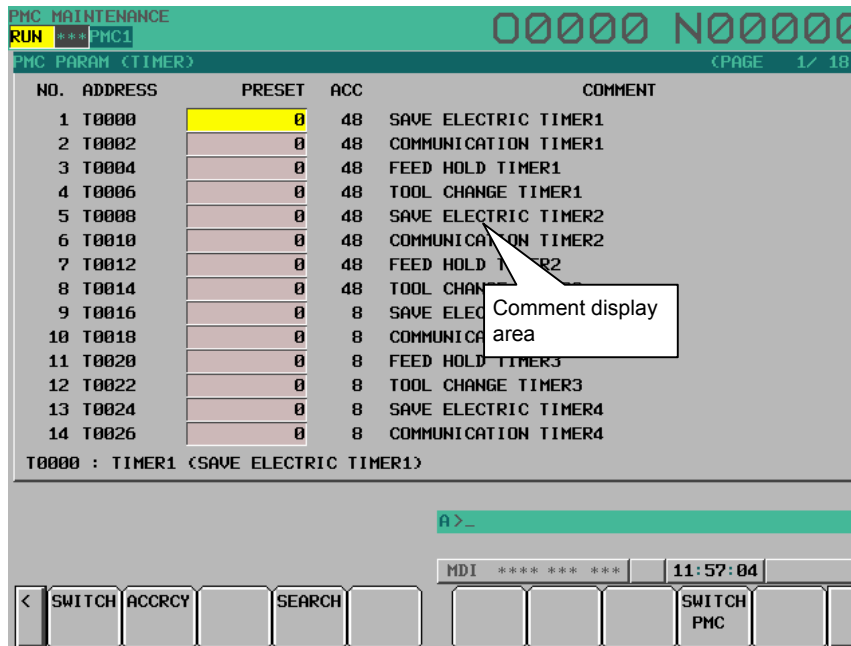 PMC MAINTENANCE
RUN *** PMC1 O0000 N0000
PMC PARAM (TIMER) (PAGE 1/ 18
NO. ADDRESS PRESET ACC COMMENT
1 T0000 0 48 SAVE ELECTRIC TIMER1
2 T0002 0 48 COMMUNICATION TIMER1
3 T0004 0 48 FEED HOLD TIMER1
4 T0006 0 48 TOOL CHANGE TIMER1
5 T0008 0 48 SAVE ELECTRIC TIMER2
6 T0010 0 48 COMMUNICATION TIMER2
7 T0012 0 48 FEED HOLD TIMER2
8 T0014 0 48 TOOL
9 T0016 0 8 SAVE
10 T0018 0 8
11 T0020 0 8 FEED HOLD TIMER3
12 T0022 0 8 TOOL CHANGE TIMER3
13 T0024 0 8 SAVE ELECTRIC TIMER4
14 T0026 0 8 COMMUNICATION TIMER4
Comment display
area
T0000 : TIMER1 (SAVE ELECTRIC TIMER1)
A>_
MDI **** *** *** 11:57:04
< SWITCH ACCRCY SEARCH SWITCH
PMC